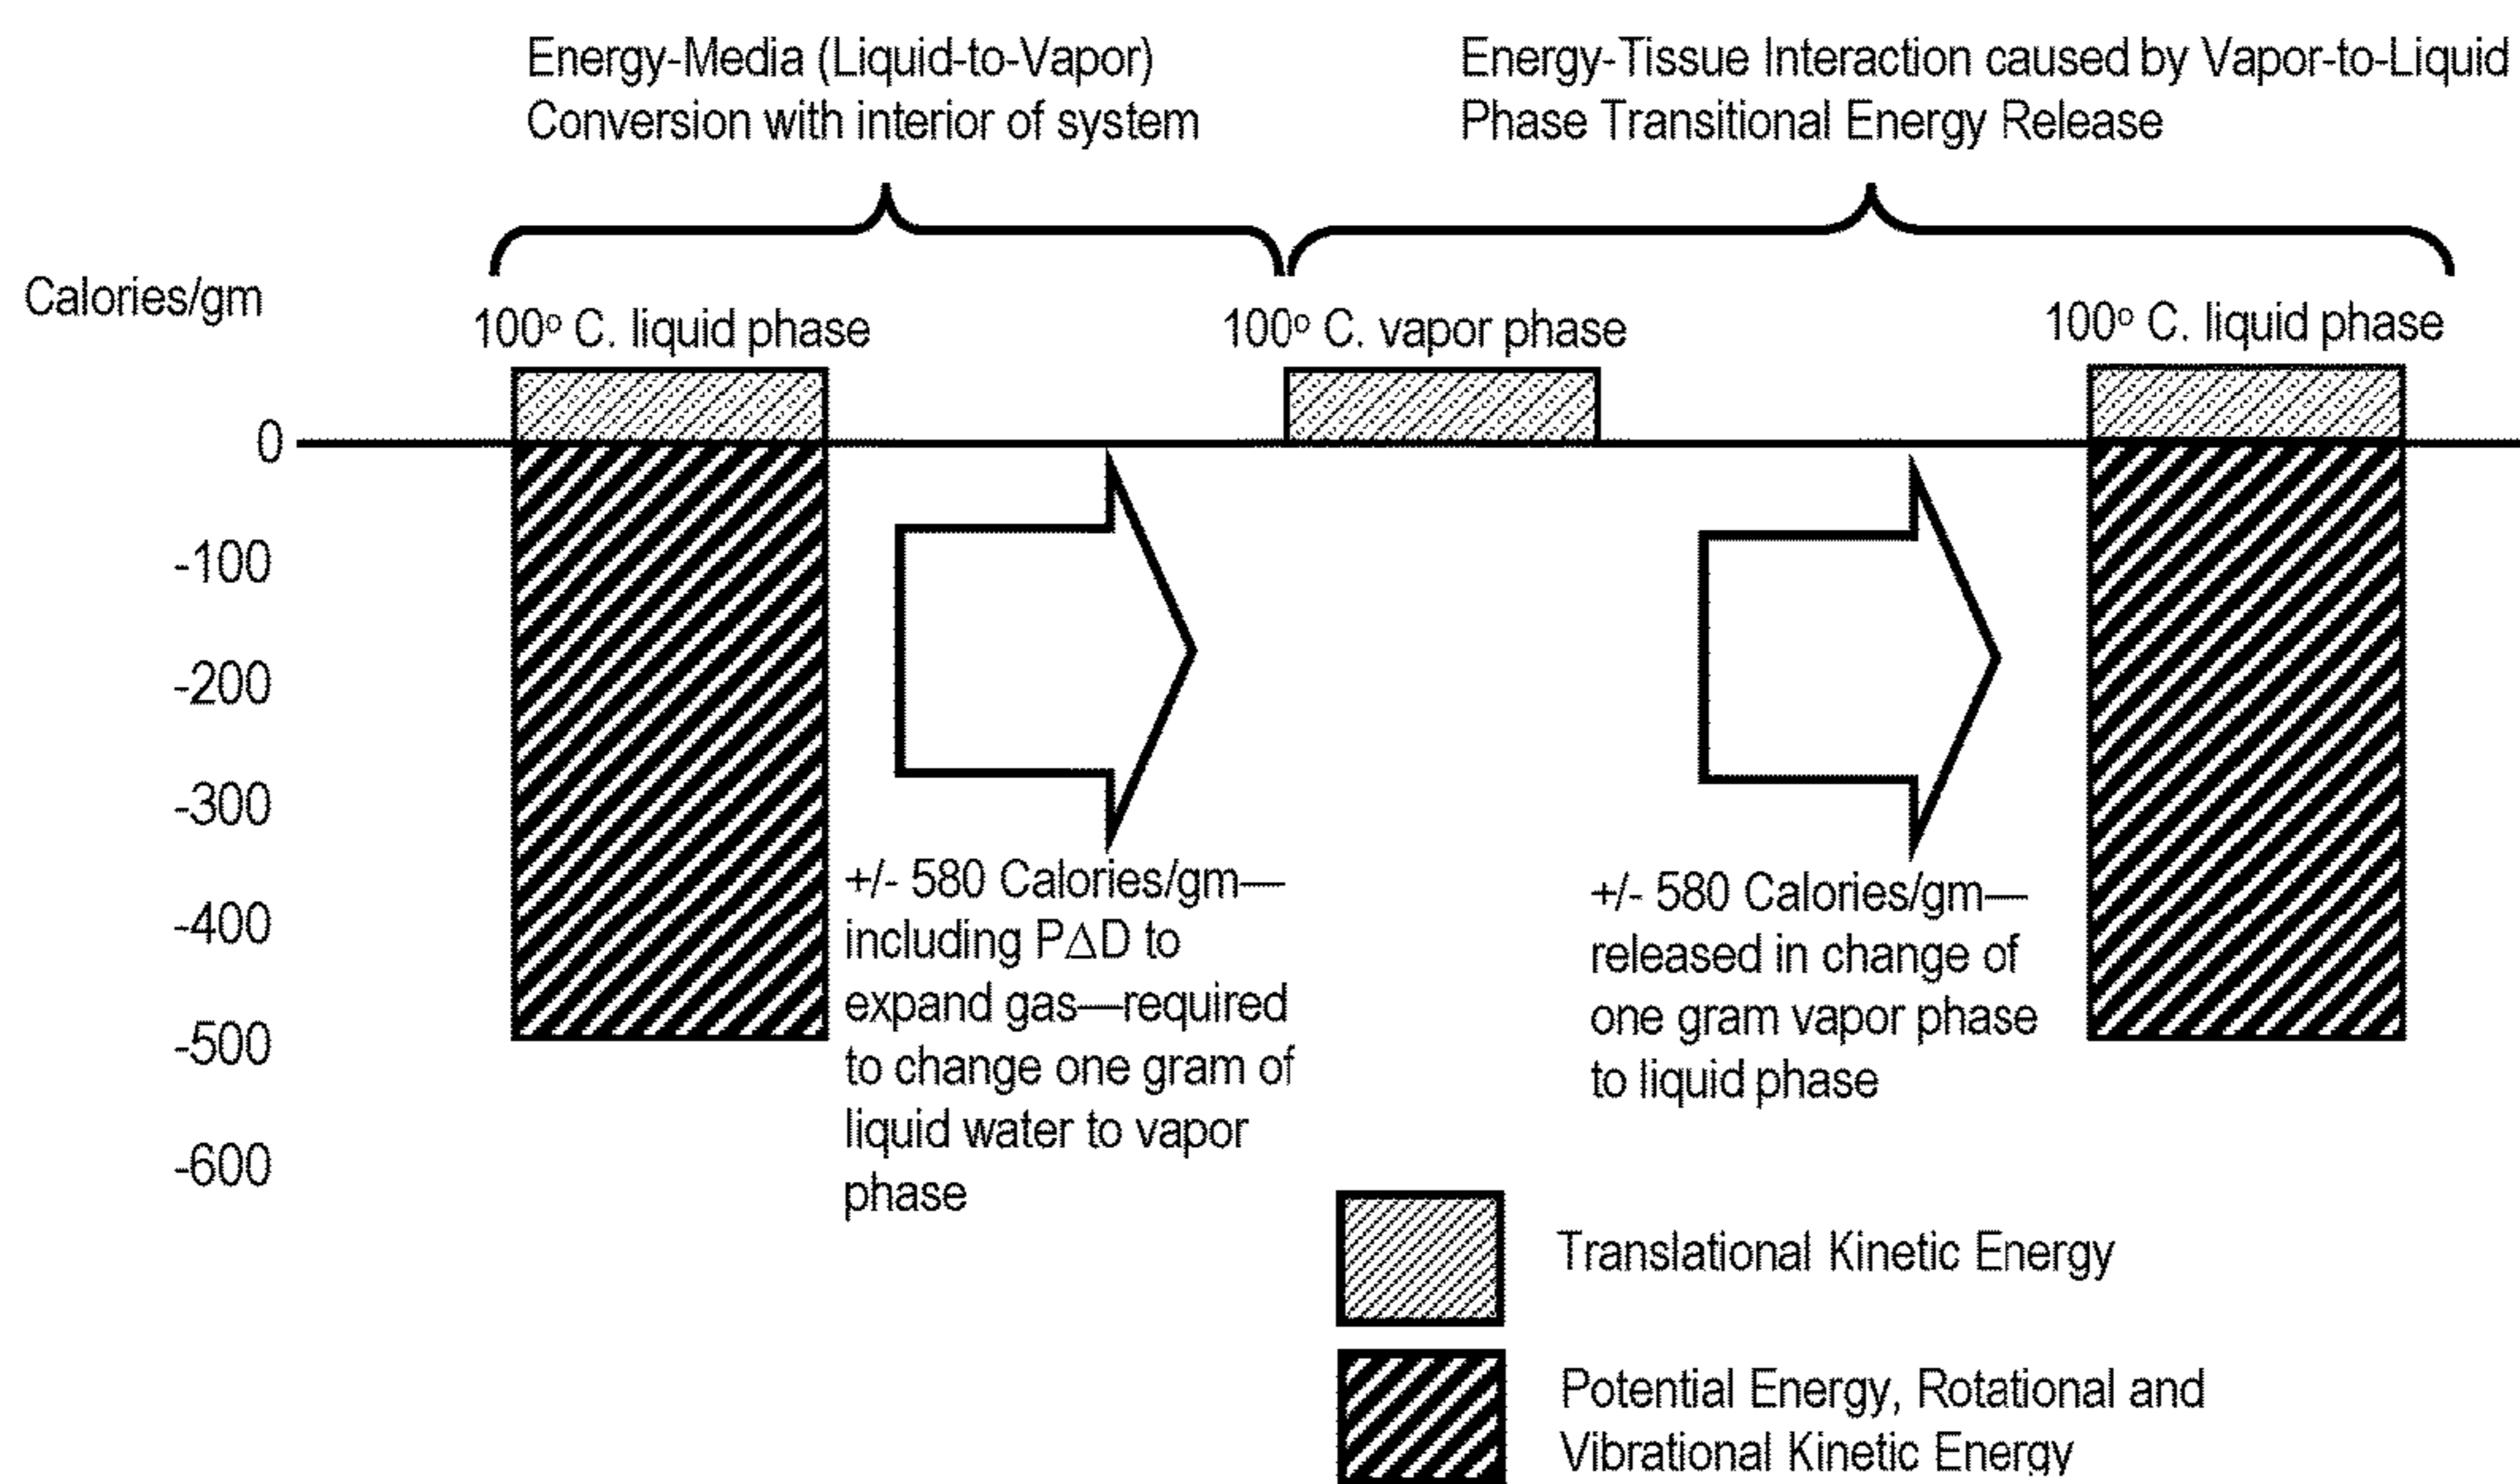 Energy-Media (Liquid-to-Vapor)
Conversion with interior of system
Energy-Tissue Interaction caused by Vapor-to-Liquid
Phase Transitional Energy Release
Calories/gm
100º C. liquid phase
100º C. vapor phase
100º C. liquid phase
0
-100
-200
-300
-400
-500
-600
+/- 580 Calories/gm—
including PΔD to
expand gas—required
to change one gram of
liquid water to vapor
phase
+/- 580 Calories/gm—
released in change of
one gram vapor phase
to liquid phase
Translational Kinetic Energy
Potential Energy, Rotational and
Vibrational Kinetic Energy